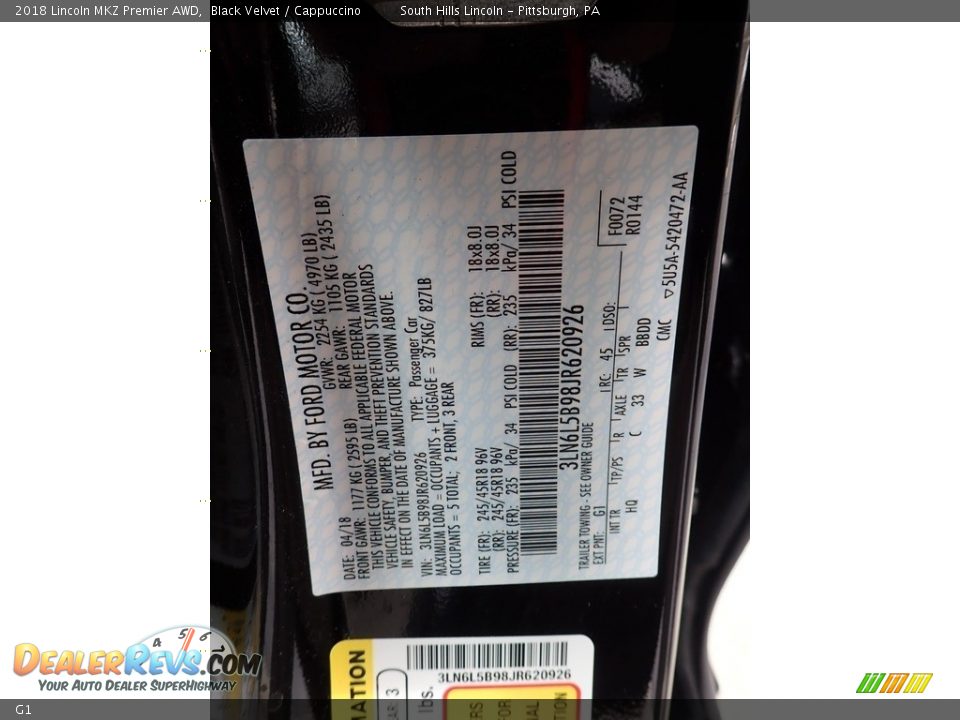 2018 Lincoln MKZ Premier AWD,  Black Velvet / Cappuccino        South Hills Lincoln - Pittsburgh, PA
MFD. BY FORD MOTOR CO.
DATE: 04/18    GVWR: 2254 KG ( 4970 LB)
FRONT GAWR: 1177 KG ( 2595 LB)    REAR GAWR: 1105 KG ( 2435 LB)
THIS VEHICLE CONFORMS TO ALL APPLICABLE FEDERAL MOTOR
VEHICLE SAFETY, BUMPER, AND THEFT PREVENTION STANDARDS
IN EFFECT ON THE DATE OF MANUFACTURE SHOWN ABOVE.
VIN: 3LN6L5B98JR620926    TYPE: Passenger Car
MAXIMUM LOAD = OCCUPANTS + LUGGAGE = 375KG/ 827LB
OCCUPANTS = 5 TOTAL: 2 FRONT, 3 REAR
TIRE (FR): 245/45R18 96V    RIMS (FR): 18x8.0J
(RR): 245/45R18 96V    (RR): 18x8.0J
PRESSURE (FR): 235 kPa/ 34 PSI COLD    (RR): 235 kPa/ 34 PSI COLD
3LN6L5B98JR620926
TRAILER TOWING - SEE OWNER GUIDE    F0072
EXT PNT: G1    RC: 45    DSO:    R0144
INT TR    TP/PS    R    AXLE    TR    SPR
HQ    C    33    W    BBDD
CMC    ▽5U5A-5420472-AA
MATION
3
lbs.
3LN6L5B98JR620926
4 5 6
DealerRevs.com
Your Auto Dealer SuperHighway
G1